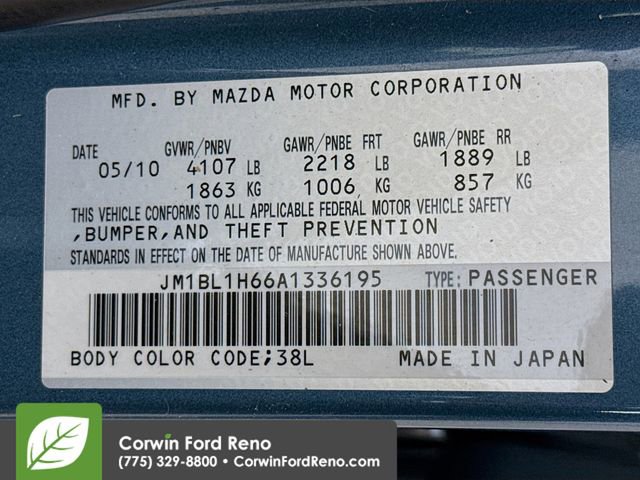 MFD. BY MAZDA MOTOR CORPORATION
DATE GVWR/PNBV GAWR/PNBE FRT GAWR/PNBE RR
05/10 4107 LB 2218 LB 1889 LB
1863 KG 1006 KG 857 KG
THIS VEHICLE CONFORMS TO ALL APPLICABLE FEDERAL MOTOR VEHICLE SAFETY
,BUMPER,AND THEFT PREVENTION
STANDARDS IN EFFECT ON THE DATE OF MANUFACTURE SHOWN ABOVE.
JM1BL1H66A1336195 TYPE: PASSENGER
BODY COLOR CODE;38L MADE IN JAPAN
Corwin Ford Reno
(775) 329-8800 • CorwinFordReno.com